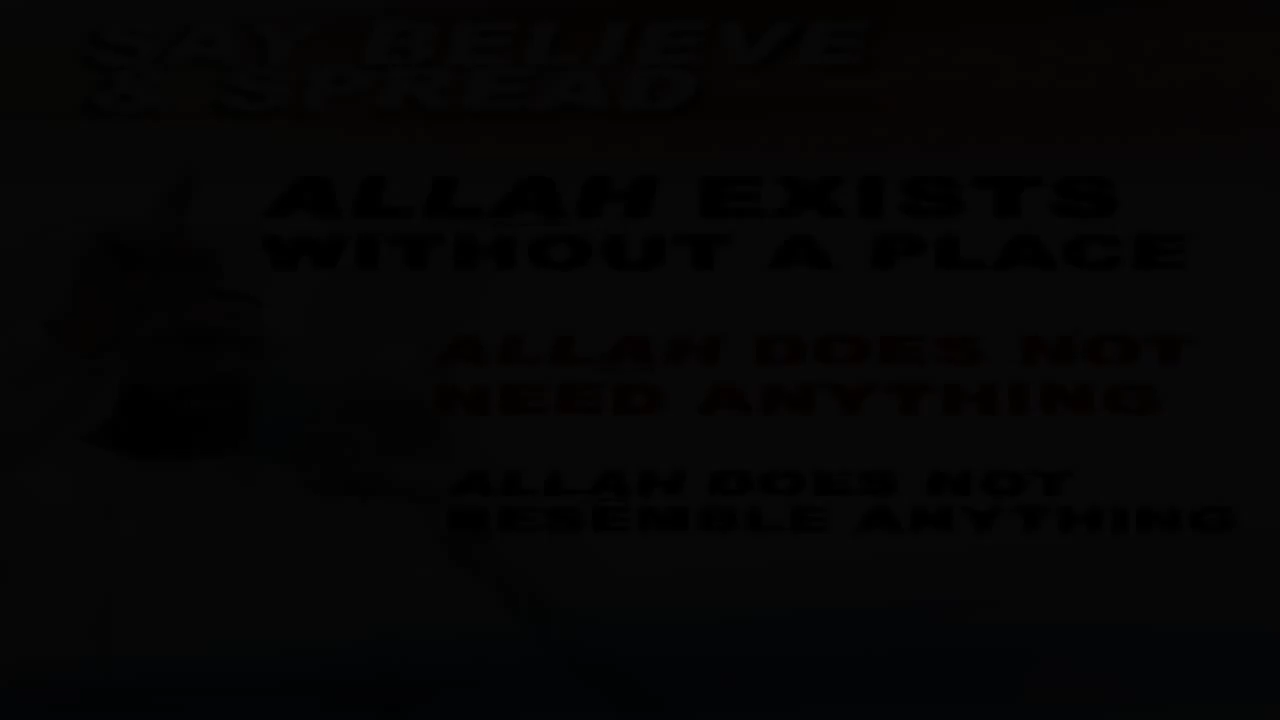 SAY BELIEVE
& SPREAD
ALLAH EXISTS
WITHOUT A PLACE
ALLAH DOES NOT
NEED ANYTHING
ALLAH DOES NOT
RESEMBLE ANYTHING